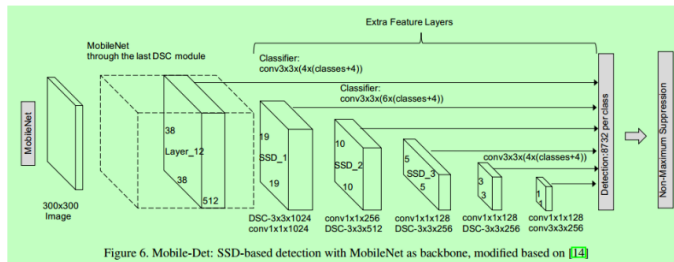 Extra Feature Layers
MobileNet
through the last DSC module
Classifier:
conv3x3x(4x(classes+4))
Classifier:
conv3x3x(6x(classes+4))
MobileNet
300x300
Image
38
Layer_12
38
512
19
SSD_1
19
10
SSD_2
10
5
SSD_3
5
conv3x3x(4x(classes+4))
3
3
1
1
DSC-3x3x1024
conv1x1x1024
conv1x1x256
DSC-3x3x512
conv1x1x128
DSC-3x3x256
conv1x1x128
DSC-3x3x256
conv1x1x128
conv3x3x256
Detection:8732 per class
Non-Maximum Suppression
Figure 6. Mobile-Det: SSD-based detection with MobileNet as backbone, modified based on [14]